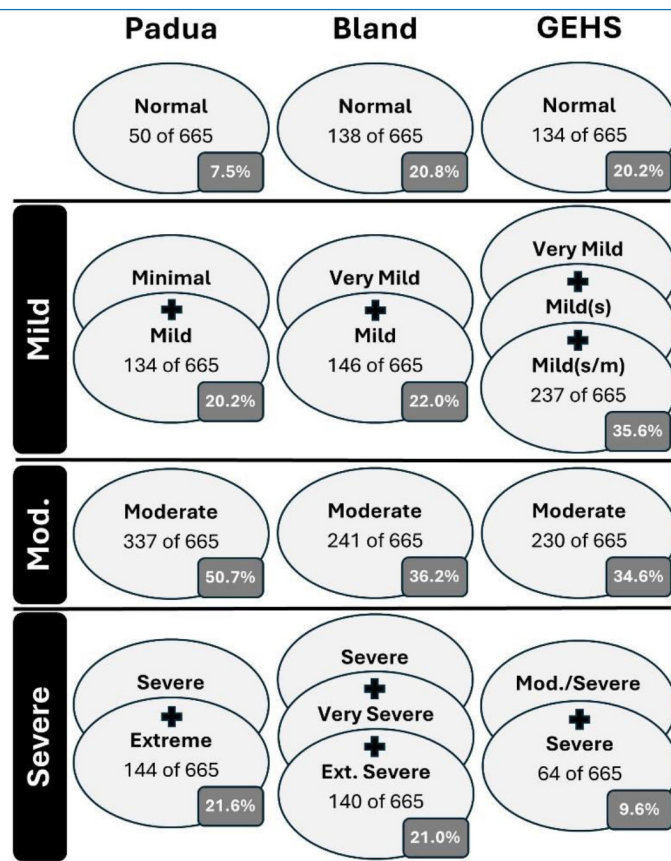 Padua Bland GEHS
Normal Normal Normal
50 of 665 138 of 665 134 of 665
7.5% 20.8% 20.2%
Mild
Minimal Very Mild Very Mild
Mild(s)
Mild Mild Mild(s/m)
134 of 665 146 of 665 237 of 665
20.2% 22.0% 35.6%
Mod.
Moderate Moderate Moderate
337 of 665 241 of 665 230 of 665
50.7% 36.2% 34.6%
Severe
Severe Severe Mod./Severe
Very Severe
Extreme Ext. Severe Severe
144 of 665 140 of 665 64 of 665
21.6% 21.0% 9.6%